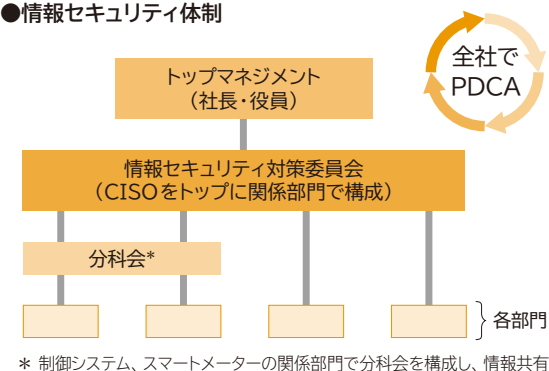 ●情報セキュリティ体制
全社で
PDCA
トップマネジメント
（社長・役員）
情報セキュリティ対策委員会
（CISOをトップに関係部門で構成）
分科会*
各部門
＊ 制御システム、スマートメーターの関係部門で分科会を構成し、情報共有